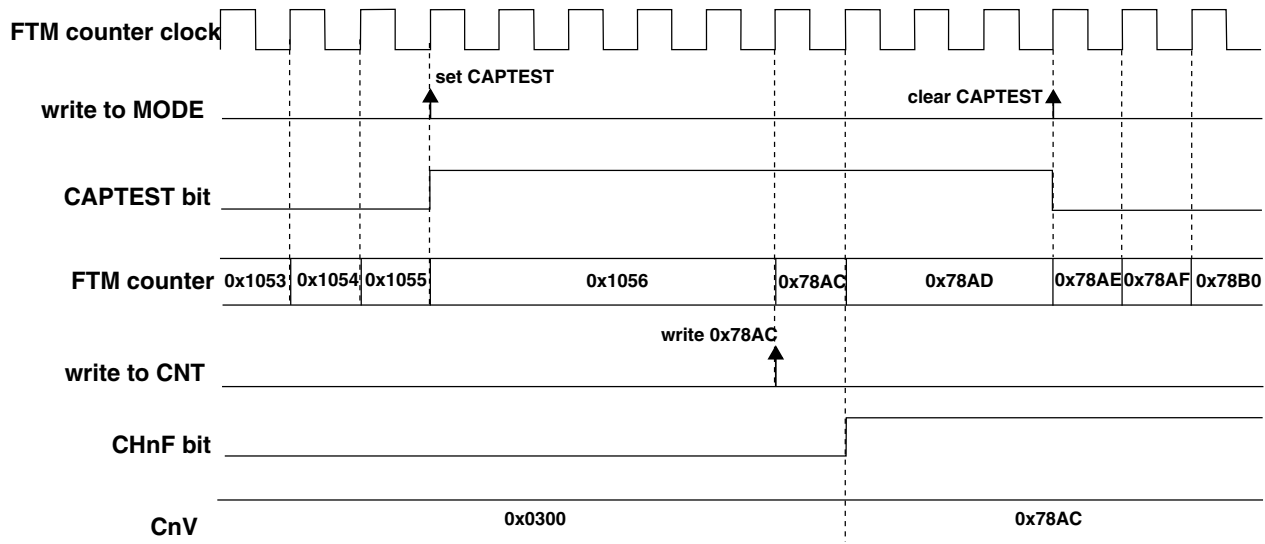 FTM counter clock
set CAPTEST
write to MODE
clear CAPTEST
CAPTEST bit
FTM counter 0x1053 0x1054 0x1055 0x1056 0x78AC 0x78AD 0x78AE 0x78AF 0x78B0
write 0x78AC
write to CNT
CHnF bit
CnV 0x0300 0x78AC